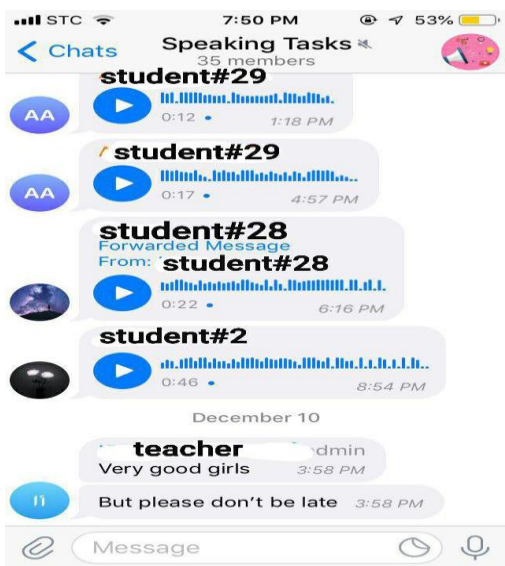 STC 7:50 PM 53%
Chats Speaking Tasks
35 members
student#29
AA
0:12 1:18 PM
student#29
AA
0:17 4:57 PM
student#28
Forwarded Message
From: student#28
0:22 6:16 PM
student#2
0:46 8:54 PM
December 10
teacher dmin
Very good girls 3:58 PM
But please don't be late 3:58 PM
Message